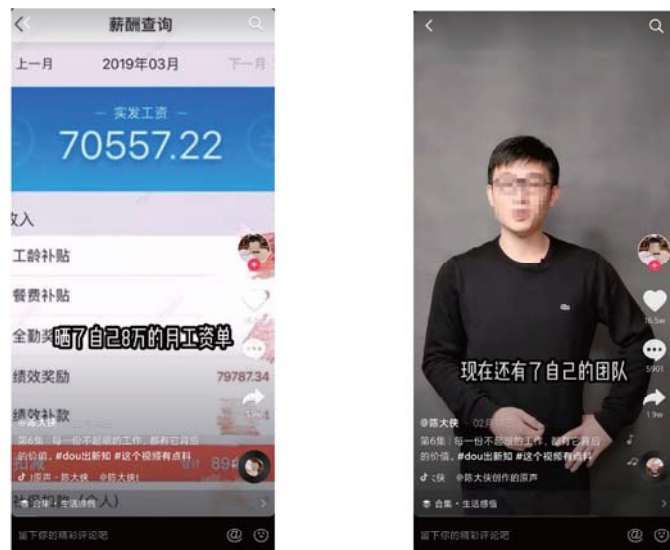 薪酬查询
上一月 2019年03月 下一月
实发工资
70557.22
收入
工龄补贴
餐费补贴
全勤奖
晒了自己8万的月工资单
绩效奖励 79787.34
绩效补款
@陈大侠
第6集 | 每一份不起眼的工作，都有它背后
的价值，#dou出新知 #这个视频有点料
@陈大侠
合集·生活感悟
留下你的精彩评论吧
16.5w
5901
现在还有了自己的团队
1.9w
@陈大侠
第6集 | 每一份不起眼的工作，都有它背后
的价值，#dou出新知 #这个视频有点料
@陈大侠创作的原声
合集·生活感悟
留下你的精彩评论吧